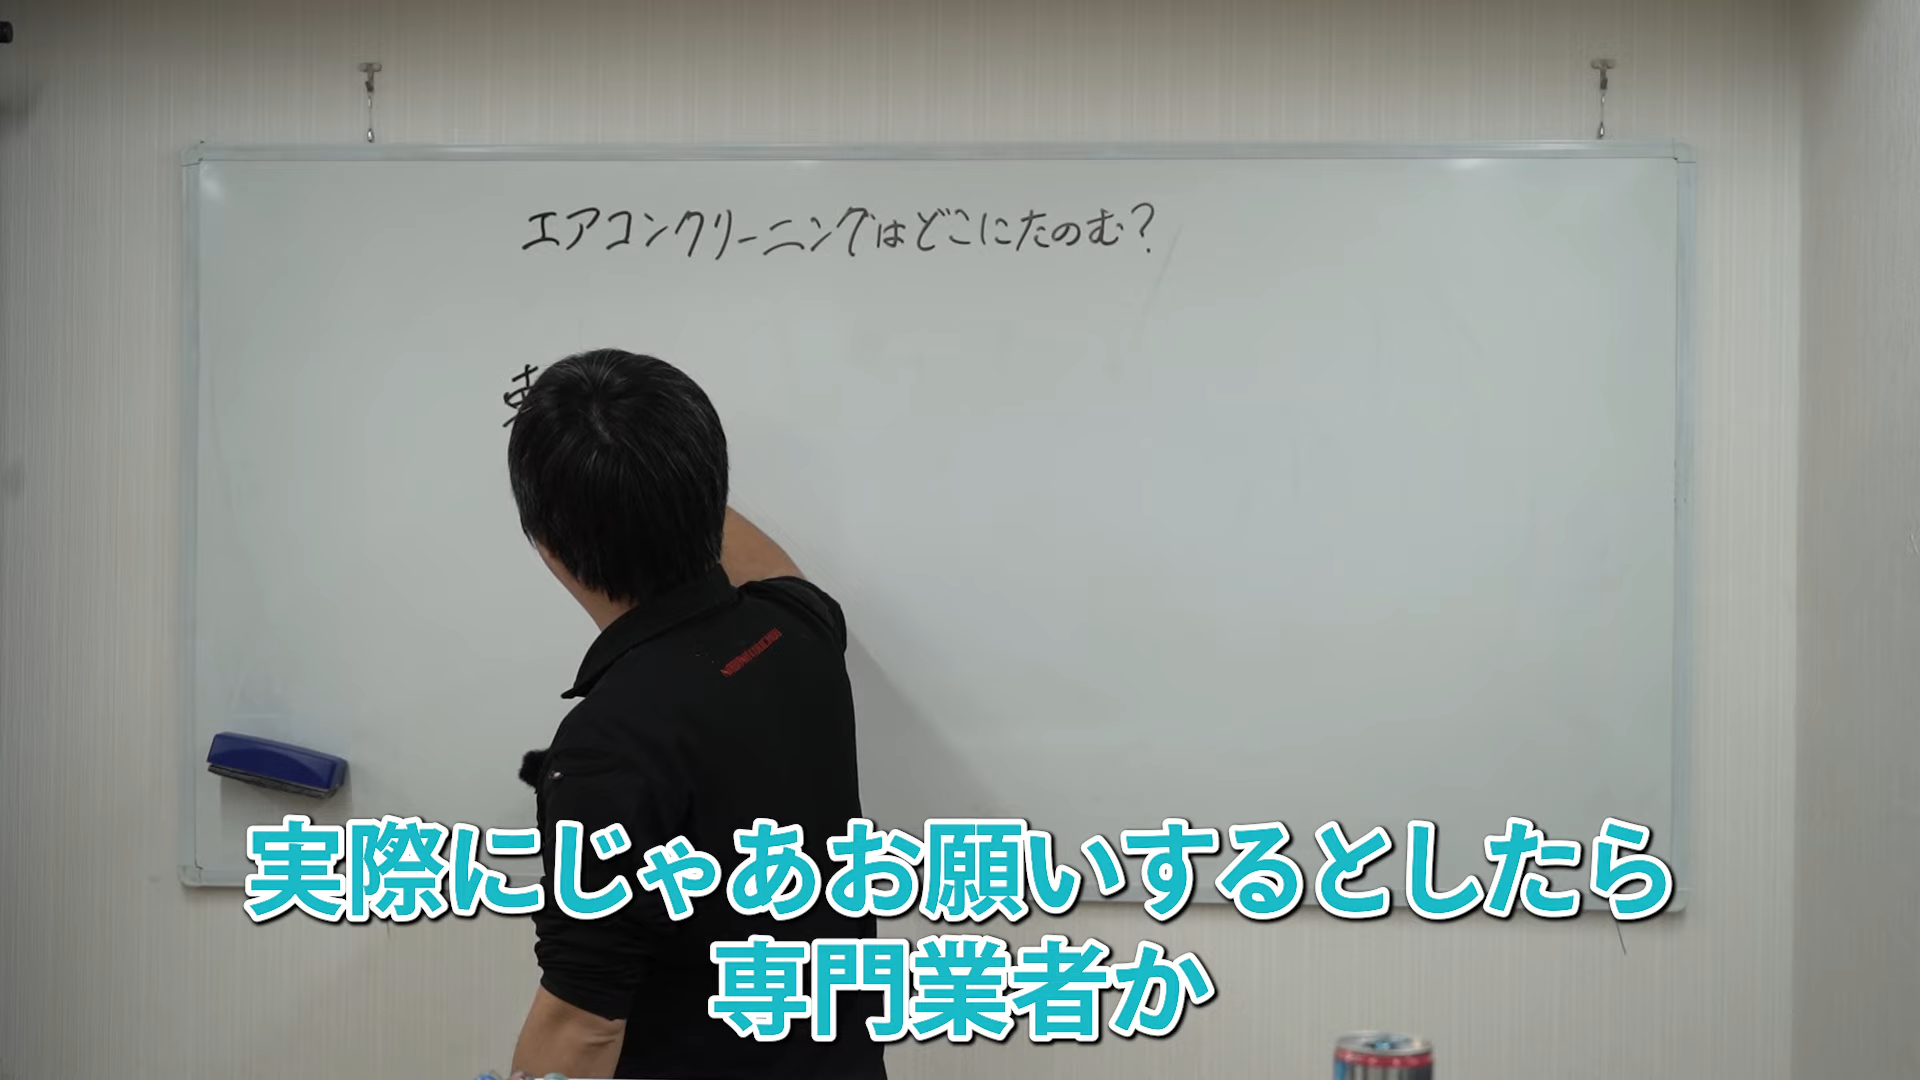 エアコンクリーニングはどこにたのむ?
実際にじゃあお願いするとしたら
専門業者か